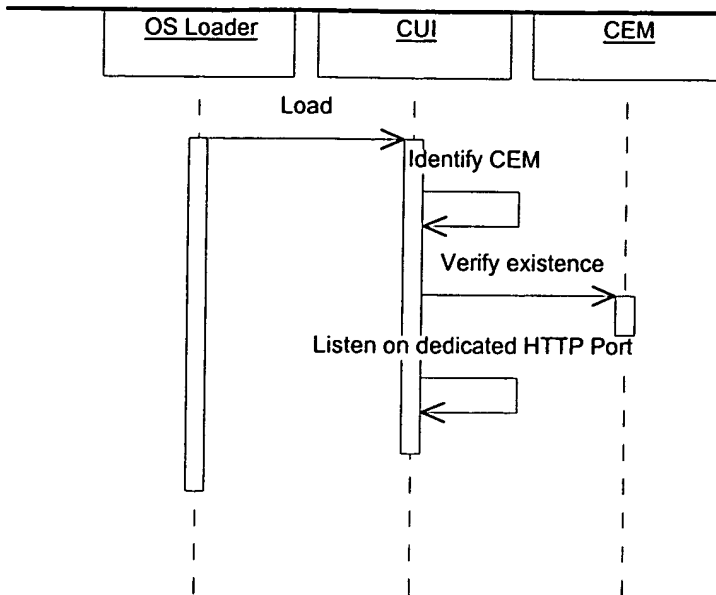 OS Loader
CUI
CEM
Load
Identify CEM
Verify existence
Listen on dedicated HTTP Port